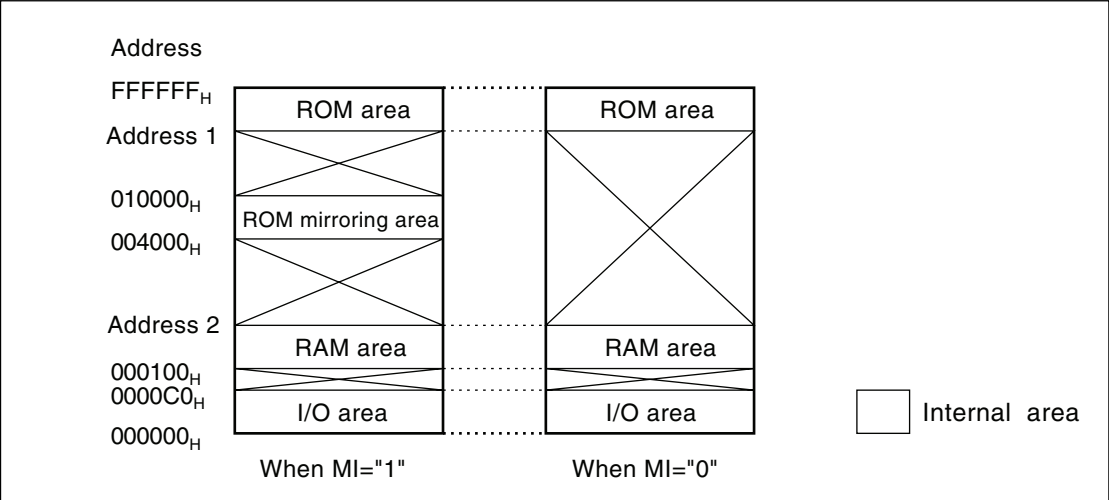 Address
FFFFFFH
ROM area
ROM area
Address 1
010000H
ROM mirroring area
004000H
Address 2
RAM area
RAM area
000100H
0000C0H
I/O area
I/O area
Internal area
000000H
When MI="1"
When MI="0"